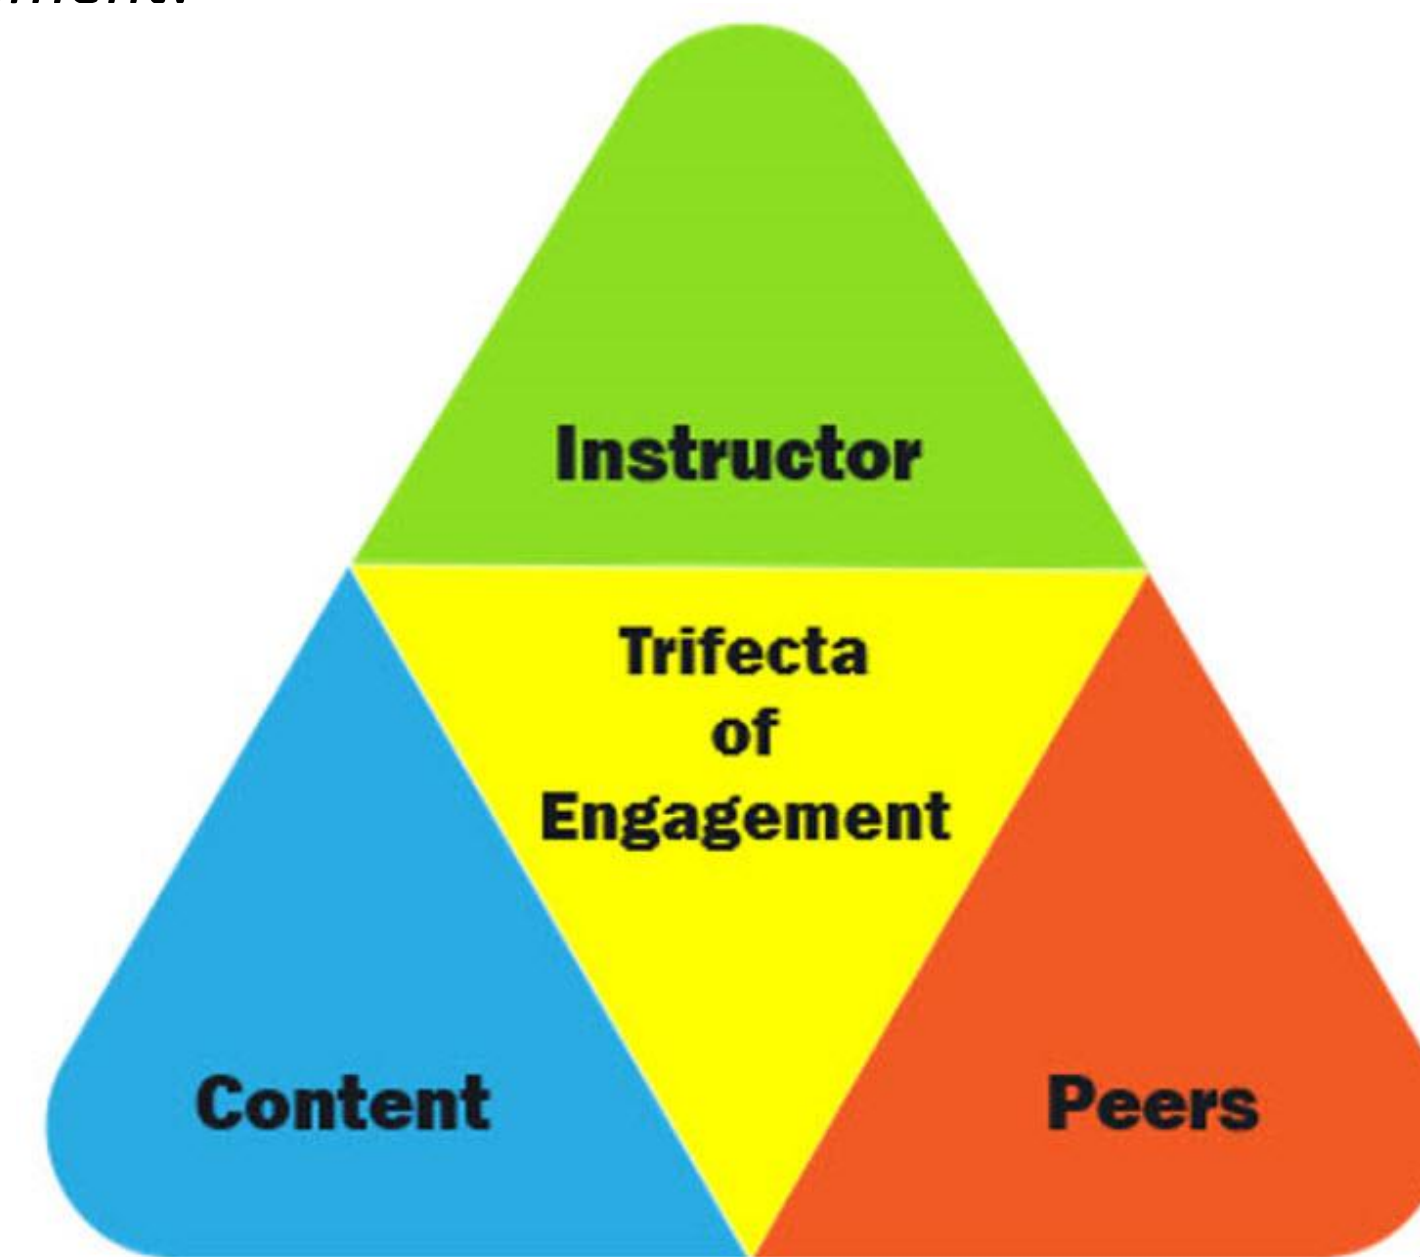 Instructor
Trifecta
of
Engagement
Content
Peers